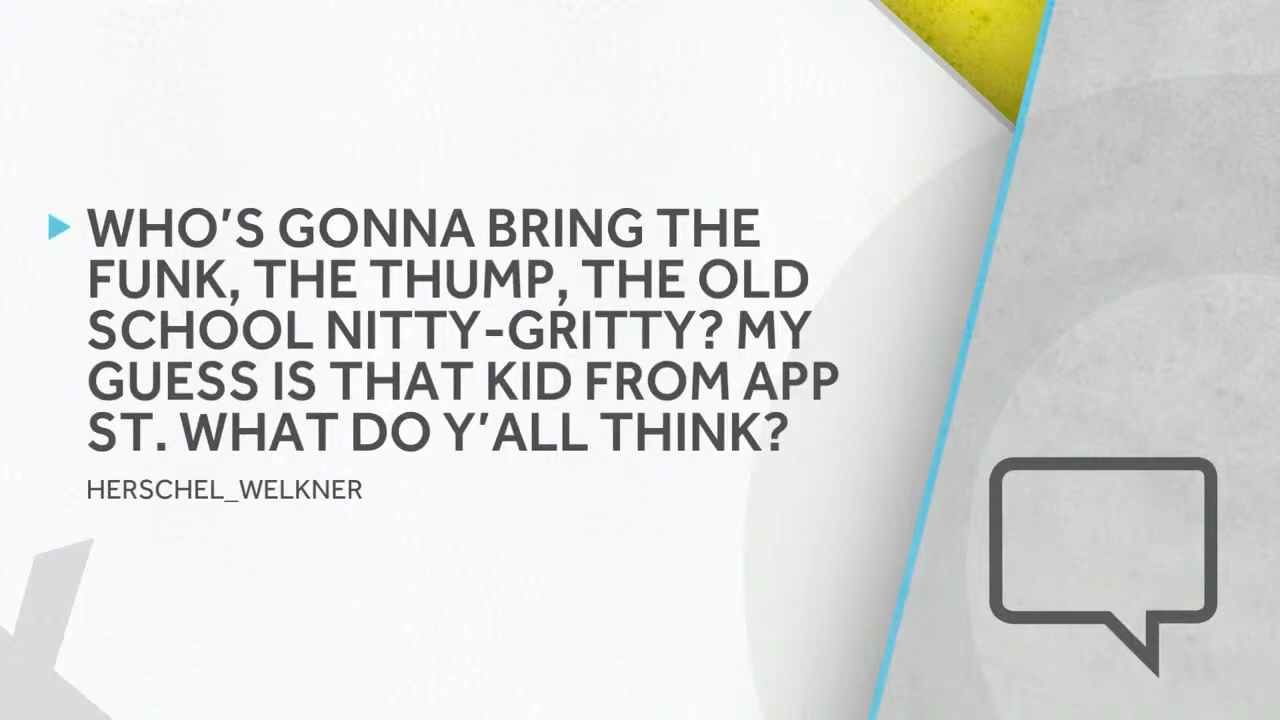 WHO'S GONNA BRING THE
FUNK, THE THUMP, THE OLD
SCHOOL NITTY-GRITTY? MY
GUESS IS THAT KID FROM APP
ST. WHAT DO Y'ALL THINK?
HERSCHEL_WELKNER